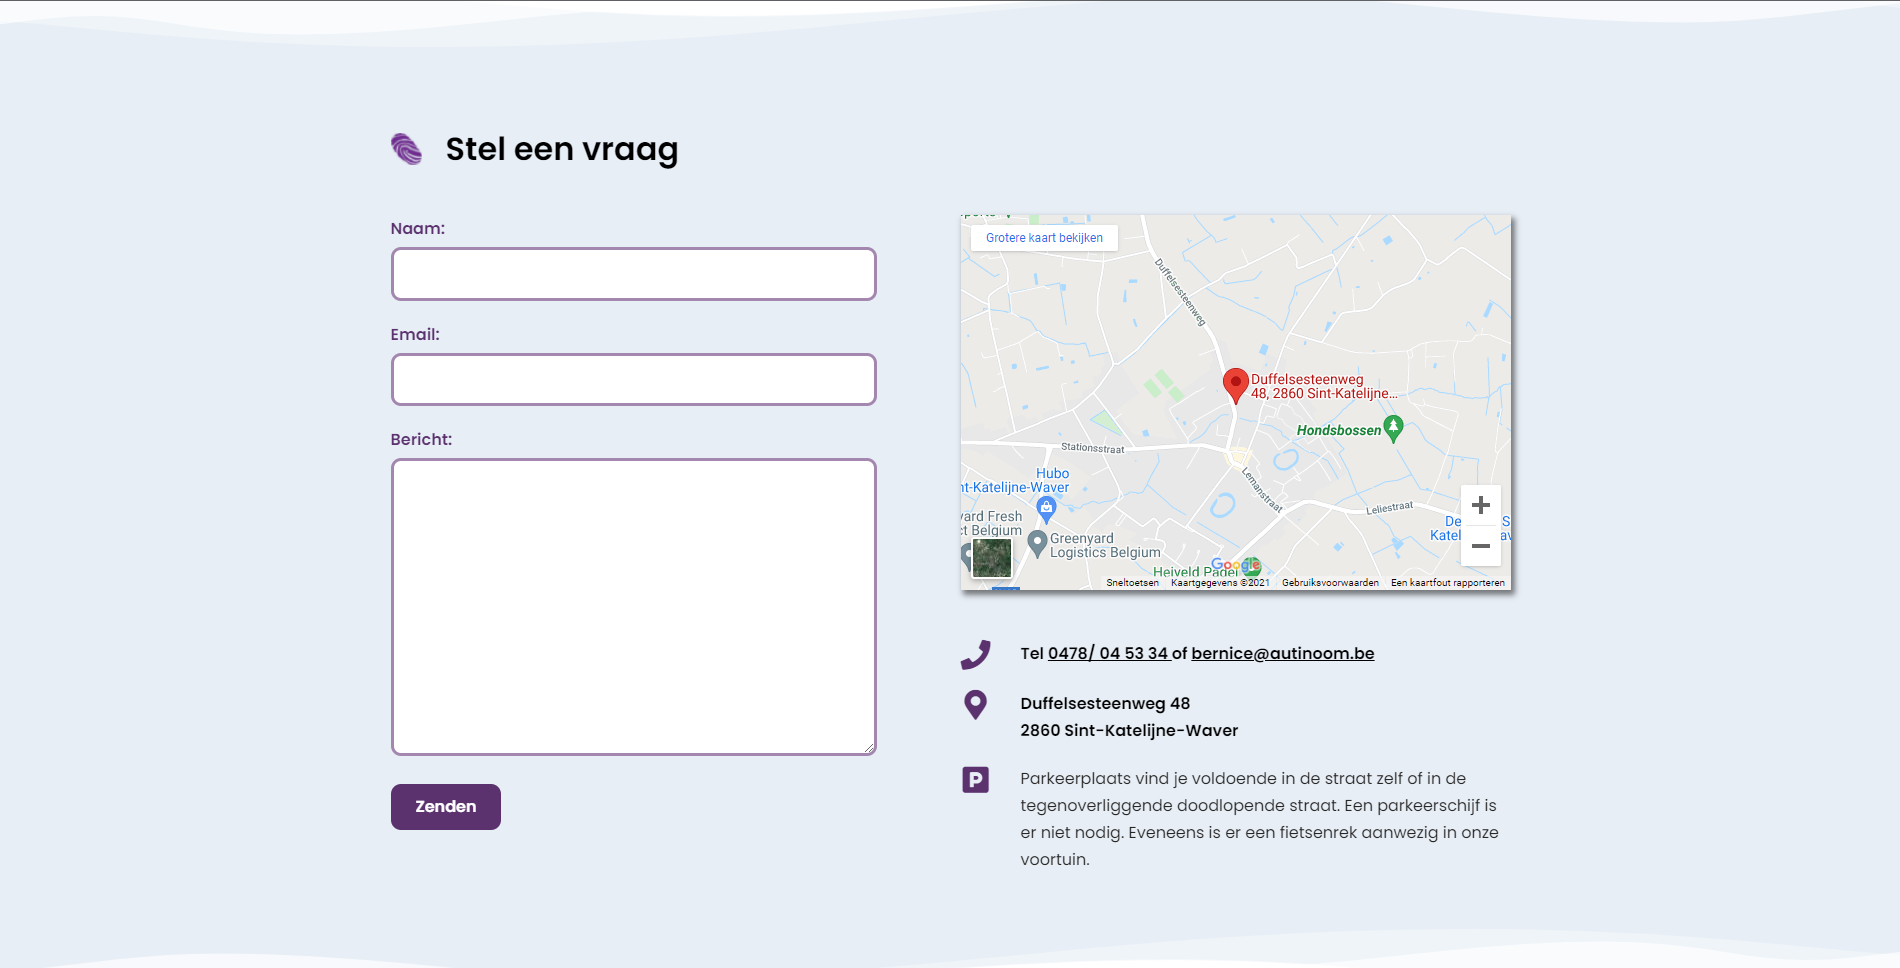 Stel een vraag
Naam:
Email:
Bericht:
Zenden
Grotere kaart bekijken
Duffelsesteenweg
Duffelsesteenweg
48, 2860 Sint-Katelijne...
Hondsbossen
Stationsstraat
Hubo
nt-Katelijne-Waver
Lemanstraat
Leliestraat
yard Fresh
ct Belgium
Greenyard
Logistics Belgium
De
Katel
Heiveld Padel
Google
Sneltoetsen Kaartgegevens ©2021 Gebruiksvoorwaarden Een kaartfout rapporteren
Tel 0478/ 04 53 34 of bernice@autinoom.be
Duffelsesteenweg 48
2860 Sint-Katelijne-Waver
P
Parkeerplaats vind je voldoende in de straat zelf of in de
tegenoverliggende doodlopende straat. Een parkeerschijf is
er niet nodig. Eveneens is er een fietsenrek aanwezig in onze
voortuin.